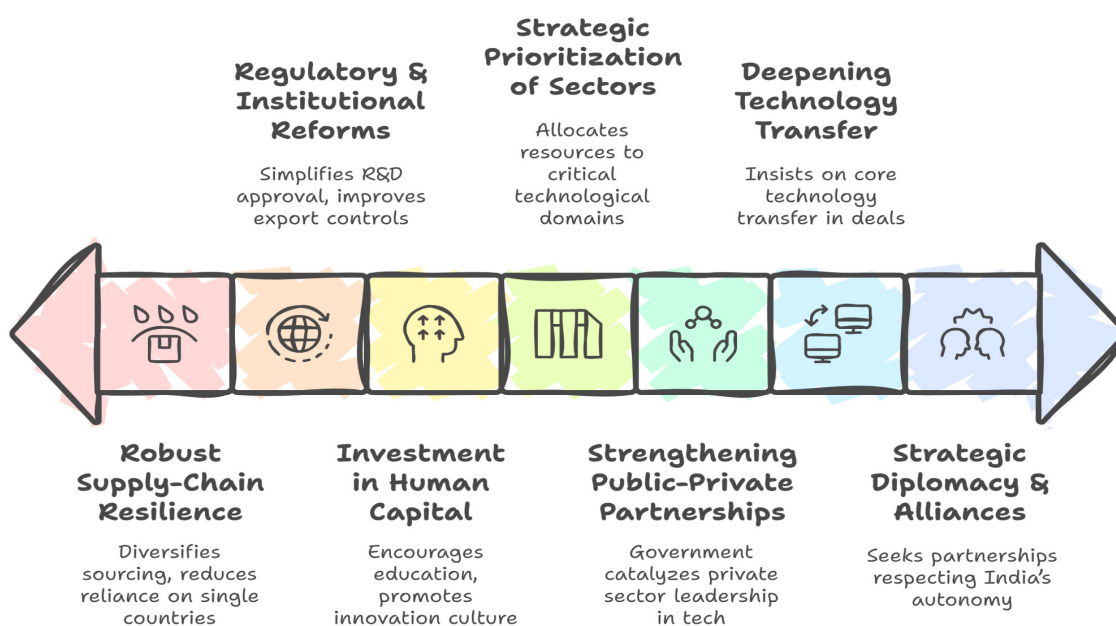 Robust
Supply-Chain
Resilience
Diversifies
sourcing, reduces
reliance on single
countries
Regulatory &
Institutional
Reforms
Simplifies R&D
approval, improves
export controls
Investment
in Human
Capital
Encourages
education,
promotes
innovation culture
Strategic
Prioritization
of Sectors
Allocates
resources to
critical
technological
domains
Strengthening
Public-Private
Partnerships
Government
catalyzes private
sector leadership
in tech
Deepening
Technology
Transfer
Insists on core
technology
transfer in deals
Strategic
Diplomacy &
Alliances
Seeks partnerships
respecting India's
autonomy